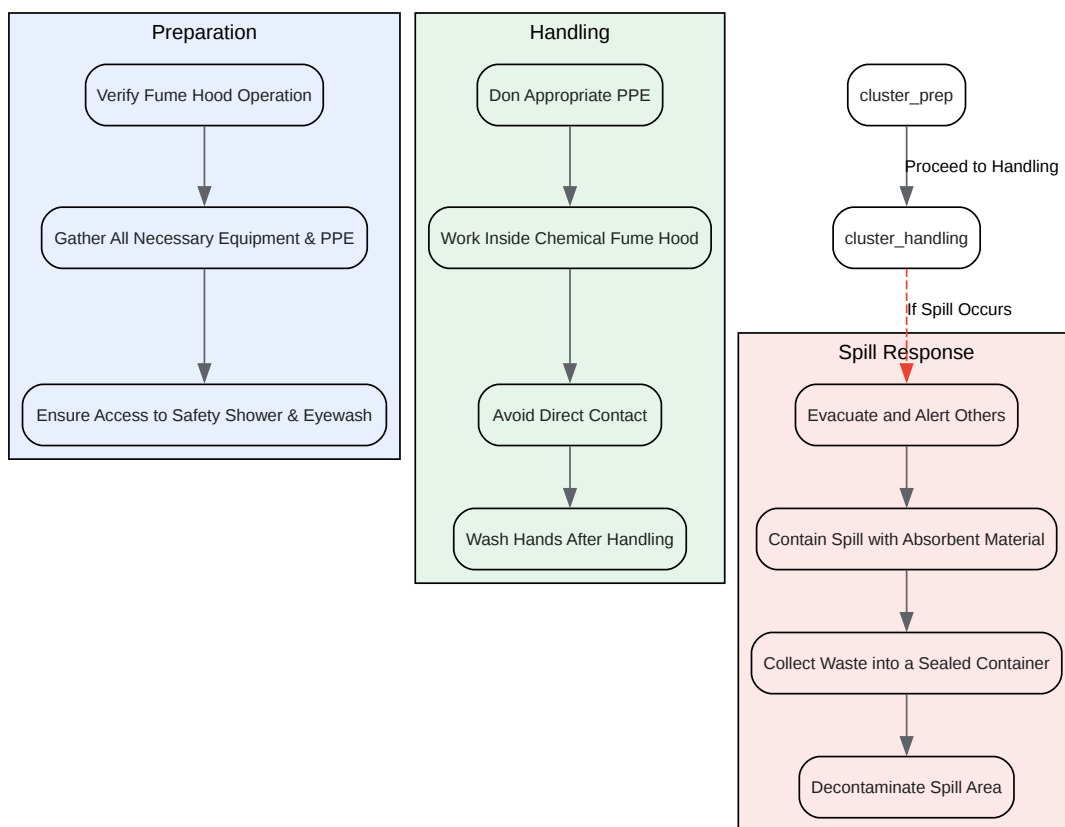 Preparation
Verify Fume Hood Operation
Gather All Necessary Equipment & PPE
Ensure Access to Safety Shower & Eyewash
Handling
Don Appropriate PPE
Work Inside Chemical Fume Hood
Avoid Direct Contact
Wash Hands After Handling
cluster_prep
Proceed to Handling
cluster_handling
If Spill Occurs
Spill Response
Evacuate and Alert Others
Contain Spill with Absorbent Material
Collect Waste into a Sealed Container
Decontaminate Spill Area